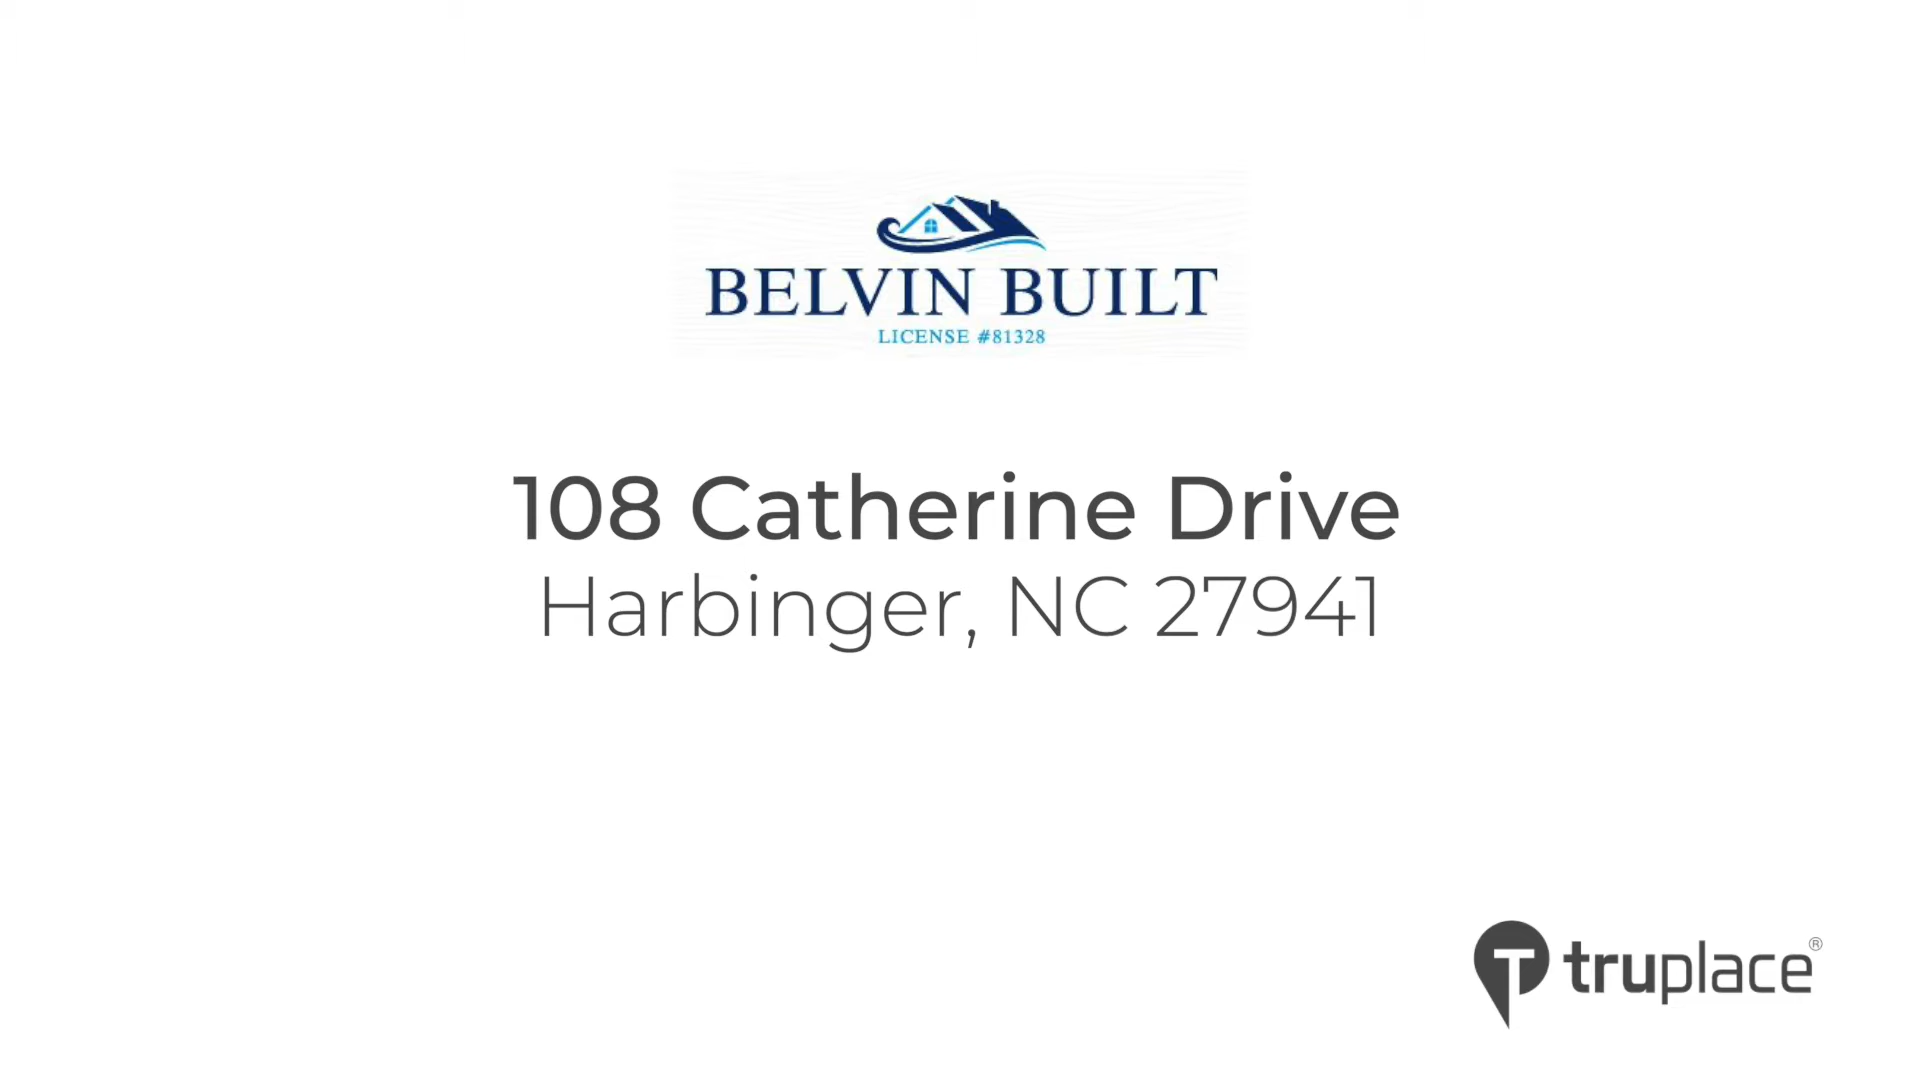 BELVIN BUILT
LICENSE #81328
108 Catherine Drive
Harbinger, NC 27941
truplace®